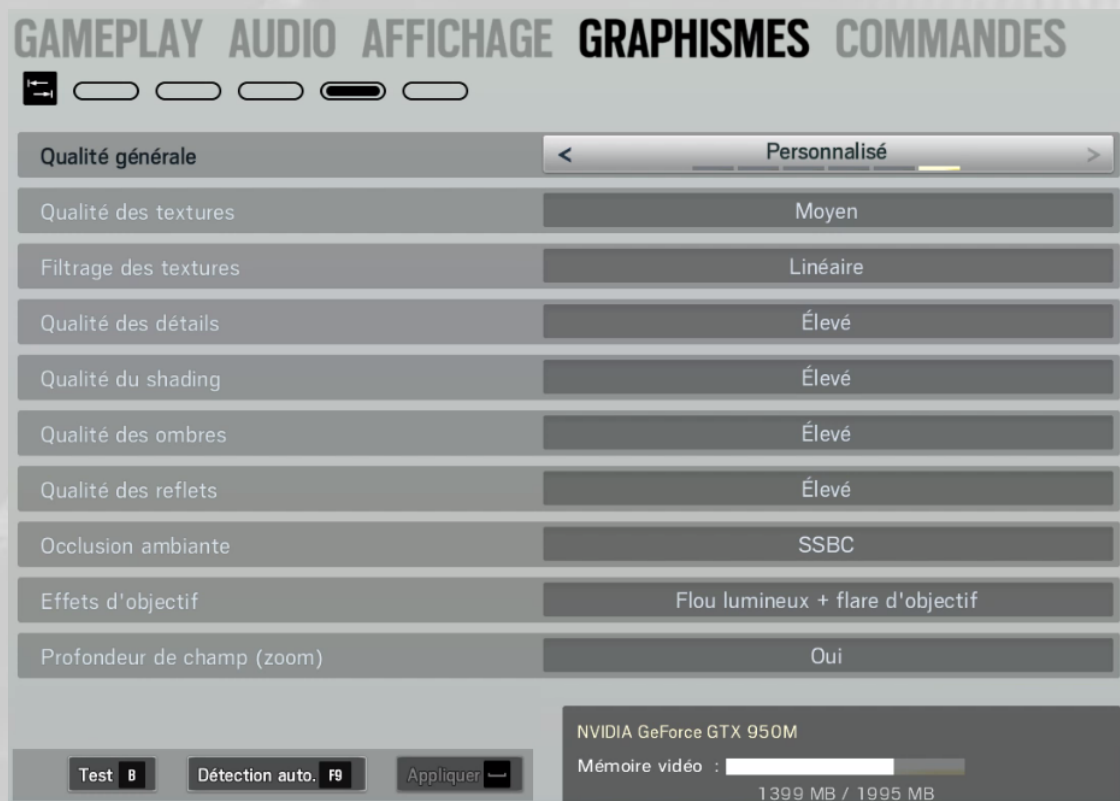 GAMEPLAY AUDIO AFFICHAGE GRAPHISMES COMMANDES
Qualité générale < Personnalisé >
Qualité des textures Moyen
Filtrage des textures Linéaire
Qualité des détails Élevé
Qualité du shading Élevé
Qualité des ombres Élevé
Qualité des reflets Élevé
Occlusion ambiante SSBC
Effets d'objectif Flou lumineux + flare d'objectif
Profondeur de champ (zoom) Oui
NVIDIA GeForce GTX 950M
Test B Détection auto. F9 Appliquer Mémoire vidéo :
1399 MB / 1995 MB